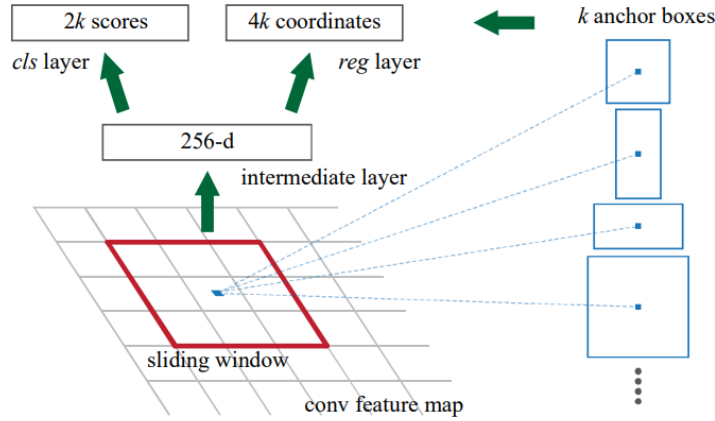 2k scores
4k coordinates
k anchor boxes
cls layer
reg layer
256-d
intermediate layer
sliding window
conv feature map